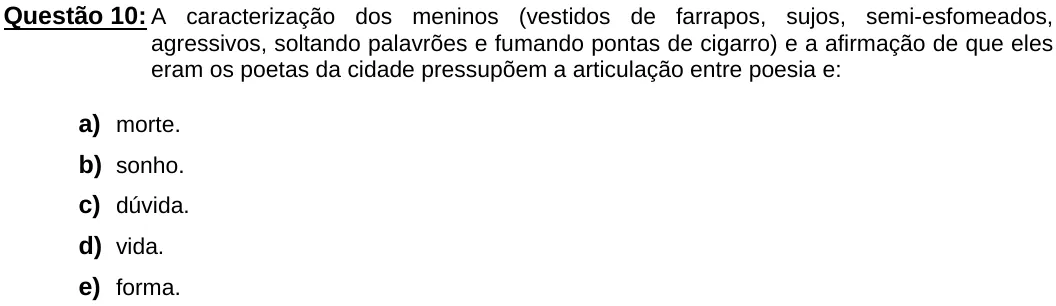 Questão 10: A caracterização dos meninos (vestidos de farrapos, sujos, semi-esfomeados,
agressivos, soltando palavrões e fumando pontas de cigarro) e a afirmação de que eles
eram os poetas da cidade pressupõem a articulação entre poesia e:
a) morte.
b) sonho.
c) dúvida.
d) vida.
e) forma.